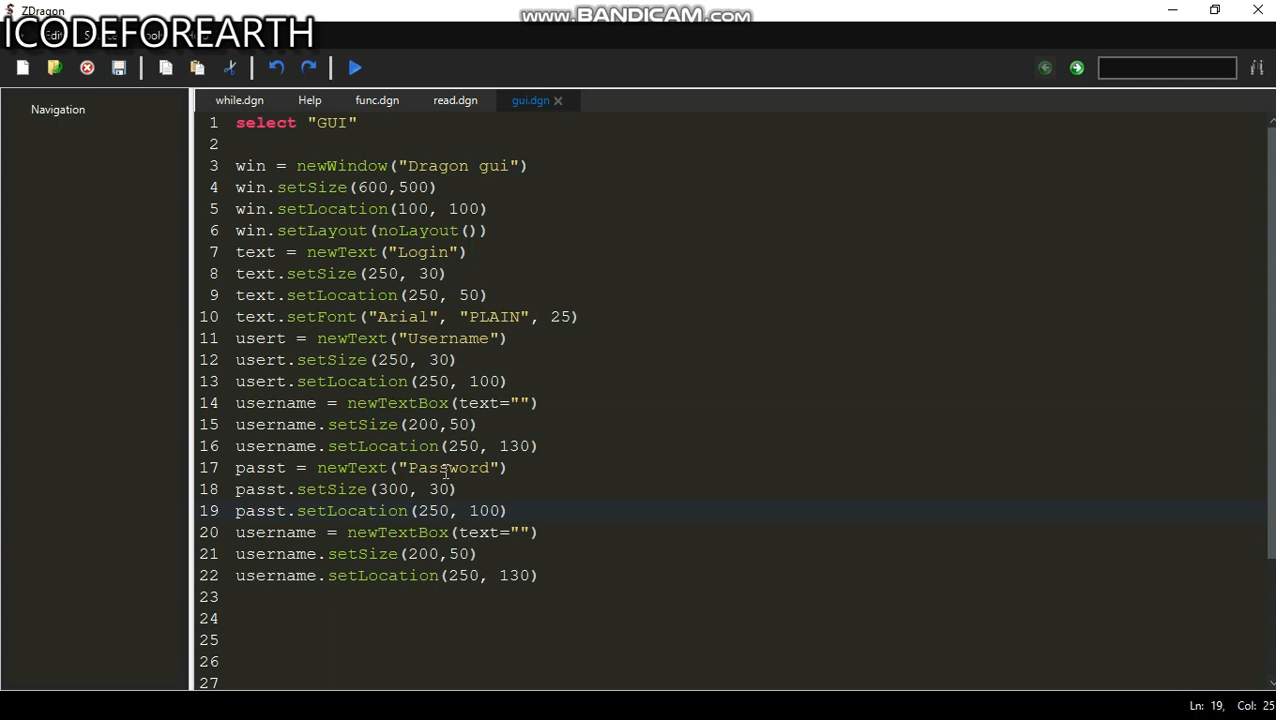 ZDragon
www.BANDICAM.com
ICODEFOREARTH
Navigation
while.dgn Help func.dgn read.dgn gui.dgn
1 select "GUI"
2
3 win = newWindow("Dragon gui")
4 win.setSize(600,500)
5 win.setLocation(100, 100)
6 win.setLayout(noLayout())
7 text = newText("Login")
8 text.setSize(250, 30)
9 text.setLocation(250, 50)
10 text.setFont("Arial", "PLAIN", 25)
11 usert = newText("Username")
12 usert.setSize(250, 30)
13 usert.setLocation(250, 100)
14 username = newTextBox(text="")
15 username.setSize(200,50)
16 username.setLocation(250, 130)
17 passt = newText("Password")
18 passt.setSize(300, 30)
19 passt.setLocation(250, 100)
20 username = newTextBox(text="")
21 username.setSize(200,50)
22 username.setLocation(250, 130)
23
24
25
26
27
Ln: 19, Col: 25